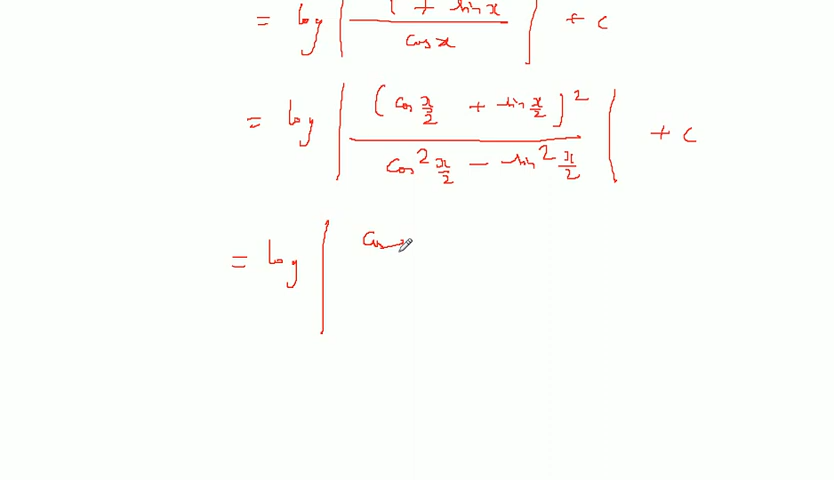 = log | (1 + sin x) / cos x | + c
= log | (cos x/2 + sin x/2)² / cos² x/2 − sin² x/2 | + c
= log | cos